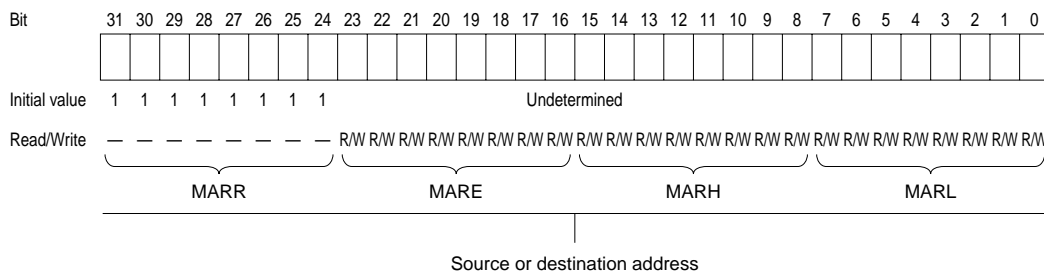 Bit 31 30 29 28 27 26 25 24 23 22 21 20 19 18 17 16 15 14 13 12 11 10 9 8 7 6 5 4 3 2 1 0
Initial value 1 1 1 1 1 1 1 1 Undetermined
Read/Write — — — — — — — — R/W R/W R/W R/W R/W R/W R/W R/W R/W R/W R/W R/W R/W R/W R/W R/W R/W R/W R/W R/W R/W R/W R/W R/W
MARR MARE MARH MARL
Source or destination address